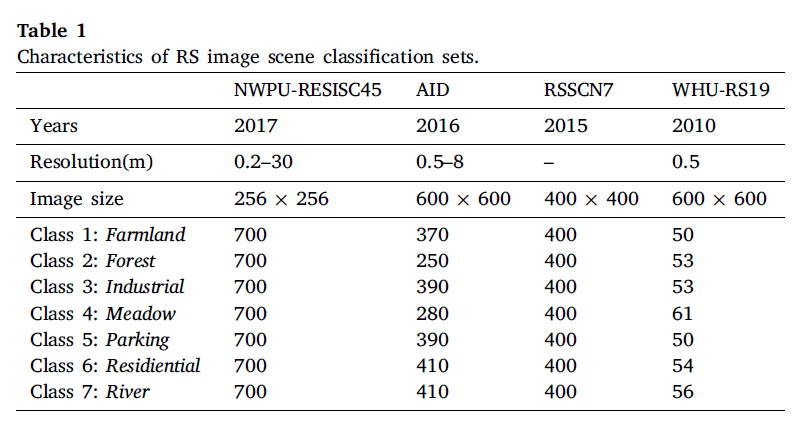 Table 1
Characteristics of RS image scene classification sets.
NWPU-RESISC45 AID RSSCN7 WHU-RS19
Years 2017 2016 2015 2010
Resolution(m) 0.2–30 0.5–8 – 0.5
Image size 256 × 256 600 × 600 400 × 400 600 × 600
Class 1: Farmland 700 370 400 50
Class 2: Forest 700 250 400 53
Class 3: Industrial 700 390 400 53
Class 4: Meadow 700 280 400 61
Class 5: Parking 700 390 400 50
Class 6: Residiential 700 410 400 54
Class 7: River 700 410 400 56